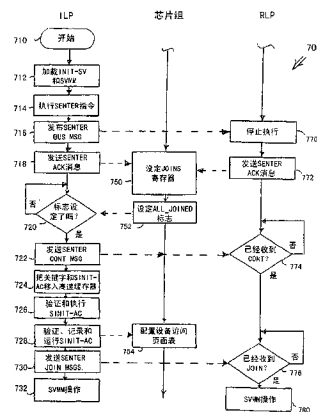 ILP
芯片组
RLP
70
710
开始
712
加载INIT-SV
和SVMM
714
执行SENTER指令
716
发布SENTER
BUS MSG
停止执行
770
718
发送SENTER
ACK消息
750
设定JOINS
寄存器
发送SENTER
ACK消息
772
否
标志设
定了吗?
720
是
752
设定ALL_JOINED
标志
722
发送SENTER
CONT MSG
已经收到
CONT?
否
774
是
724
把关键字和SINIT-
AC移入高速缓存器
726
验证和执行
SINIT-AC
728
验证、记录和
运行SINIT-AC
754
配置设备访问
页面表
730
发送SENTER
JOIN MSGS.
已经收到
JOIN?
否
776
是
732
SVMM操作
SVMM操作
780